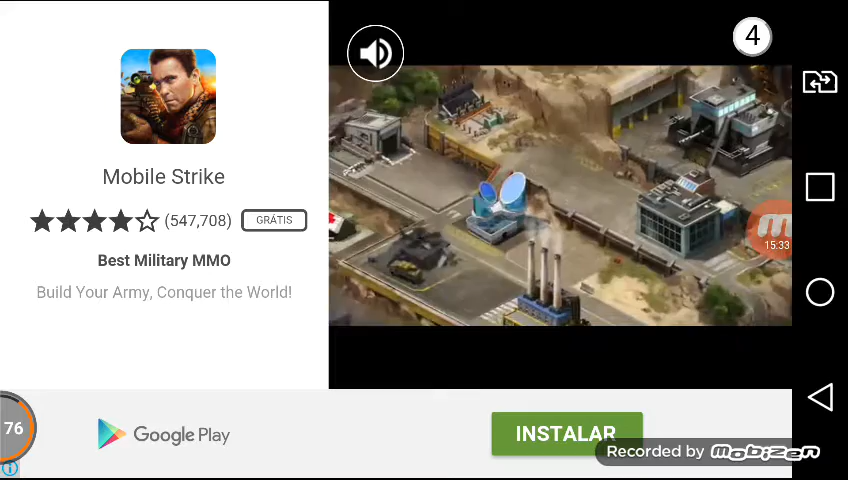 4
Mobile Strike
(547,708)
GRÁTIS
Best Military MMO
Build Your Army, Conquer the World!
15:33
76
Google Play
INSTALAR
Recorded by mobizen